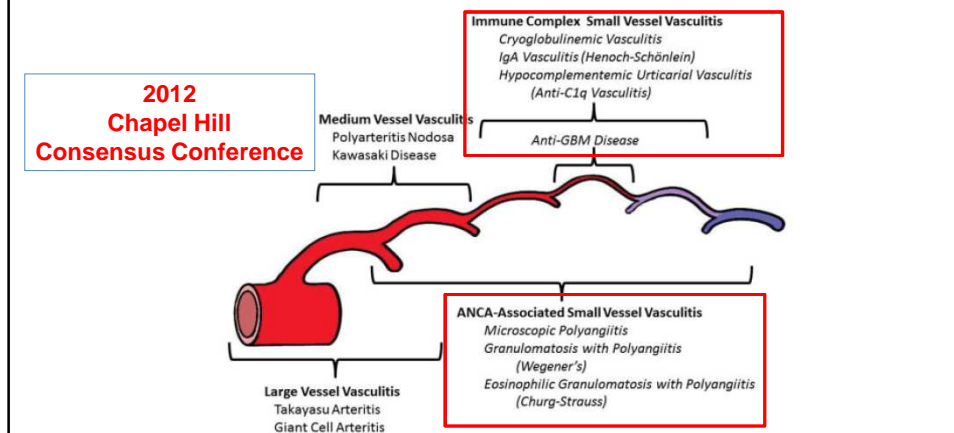 2012
Chapel Hill
Consensus Conference
Immune Complex Small Vessel Vasculitis
Cryoglobulinemic Vasculitis
IgA Vasculitis (Henoch-Schönlein)
Hypocomplementemic Urticarial Vasculitis
(Anti-C1q Vasculitis)
Medium Vessel Vasculitis
Polyarteritis Nodosa
Kawasaki Disease
Anti-GBM Disease
ANCA-Associated Small Vessel Vasculitis
Microscopic Polyangiitis
Granulomatosis with Polyangiitis
(Wegener's)
Eosinophilic Granulomatosis with Polyangiitis
(Churg-Strauss)
Large Vessel Vasculitis
Takayasu Arteritis
Giant Cell Arteritis